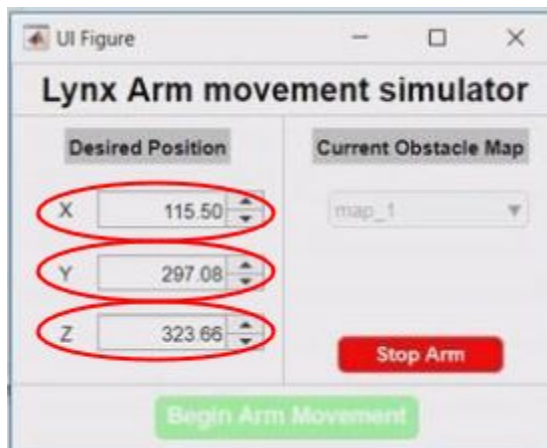 UI Figure
Lynx Arm movement simulator
Desired Position
Current Obstacle Map
X 115.50
map_1
Y 297.08
Z 323.66
Stop Arm
Begin Arm Movement